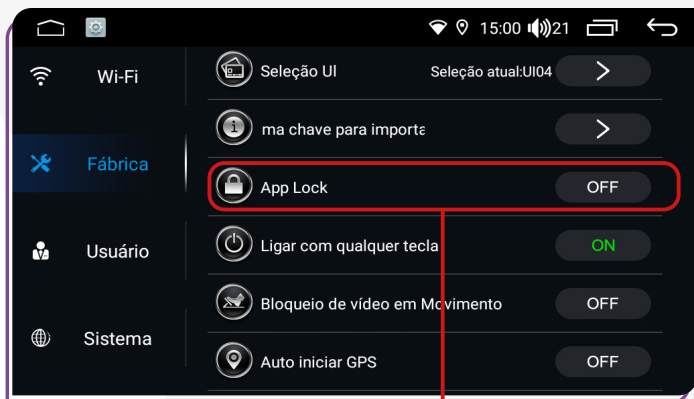 15:00 21
Wi-Fi
Fábrica
Usuário
Sistema
Seleção UI Seleção atual:UI04
ma chave para importa
App Lock OFF
Ligar com qualquer tecla ON
Bloqueio de vídeo em Movimento OFF
Auto iniciar GPS OFF